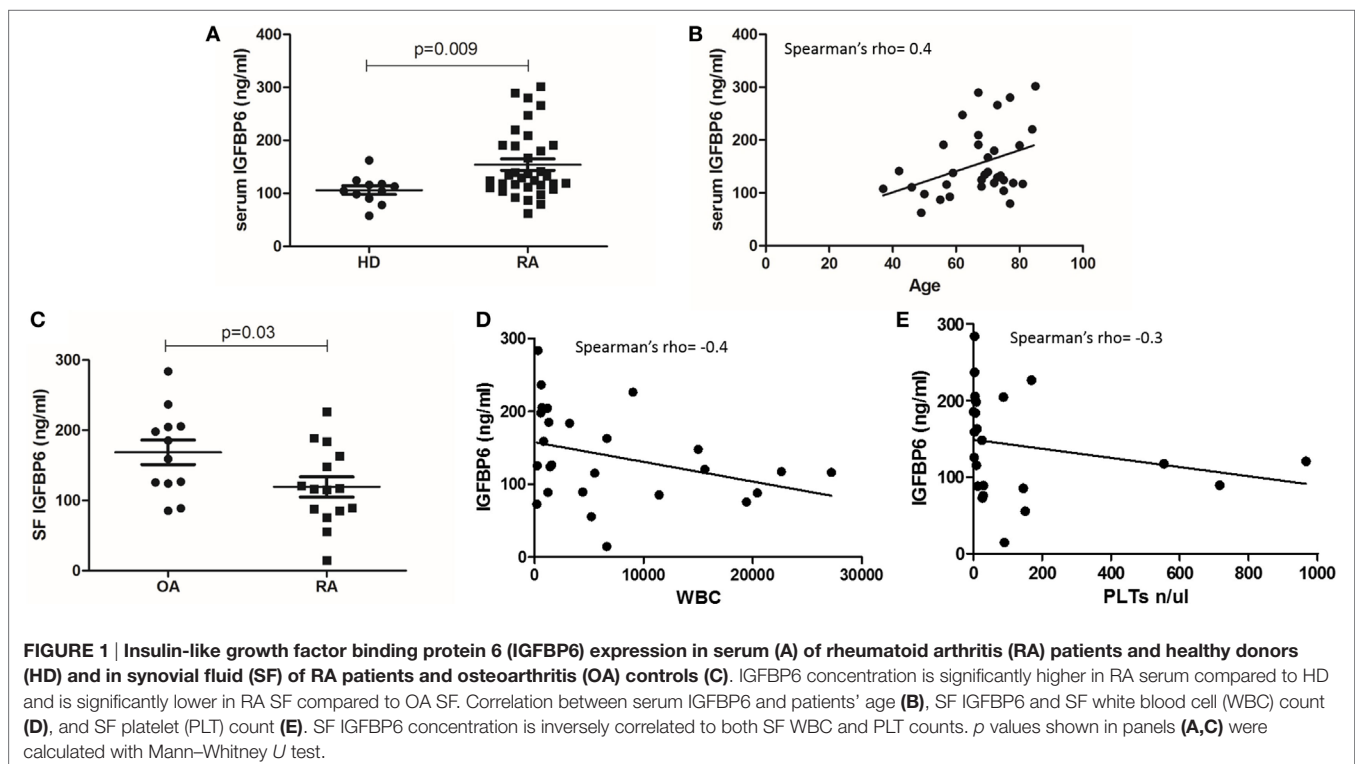 A
p=0.009
serum IGFBP6 (ng/ml)
400
300
200
100
0
HD
RA
B
Spearman's rho= 0.4
serum IGFBP6 (ng/ml)
400
300
200
100
0
0
20
40
60
80
100
Age
C
p=0.03
SF IGFBP6 (ng/ml)
300
200
100
0
OA
RA
D
Spearman's rho= -0.4
IGFBP6 (ng/ml)
300
200
100
0
0
10000
20000
30000
WBC
E
Spearman's rho= -0.3
IGFBP6 (ng/ml)
300
200
100
0
0
200
400
600
800
1000
PLTs n/ul
FIGURE 1 | Insulin-like growth factor binding protein 6 (IGFBP6) expression in serum (A) of rheumatoid arthritis (RA) patients and healthy donors
(HD) and in synovial fluid (SF) of RA patients and osteoarthritis (OA) controls (C). IGFBP6 concentration is significantly higher in RA serum compared to HD
and is significantly lower in RA SF compared to OA SF. Correlation between serum IGFBP6 and patients' age (B), SF IGFBP6 and SF white blood cell (WBC) count
(D), and SF platelet (PLT) count (E). SF IGFBP6 concentration is inversely correlated to both SF WBC and PLT counts. p values shown in panels (A,C) were
calculated with Mann–Whitney U test.